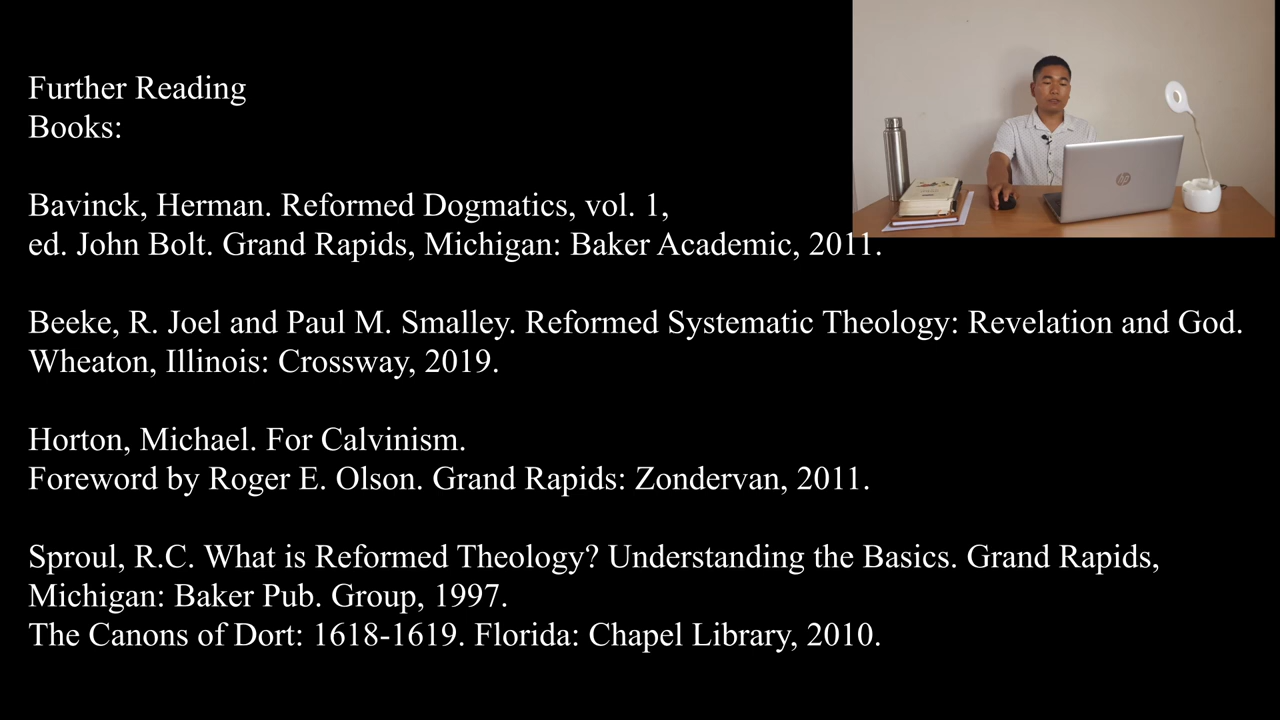 Further Reading
Books:
Bavinck, Herman. Reformed Dogmatics, vol. 1,
ed. John Bolt. Grand Rapids, Michigan: Baker Academic, 2011.
Beeke, R. Joel and Paul M. Smalley. Reformed Systematic Theology: Revelation and God.
Wheaton, Illinois: Crossway, 2019.
Horton, Michael. For Calvinism.
Foreword by Roger E. Olson. Grand Rapids: Zondervan, 2011.
Sproul, R.C. What is Reformed Theology? Understanding the Basics. Grand Rapids,
Michigan: Baker Pub. Group, 1997.
The Canons of Dort: 1618-1619. Florida: Chapel Library, 2010.
hp